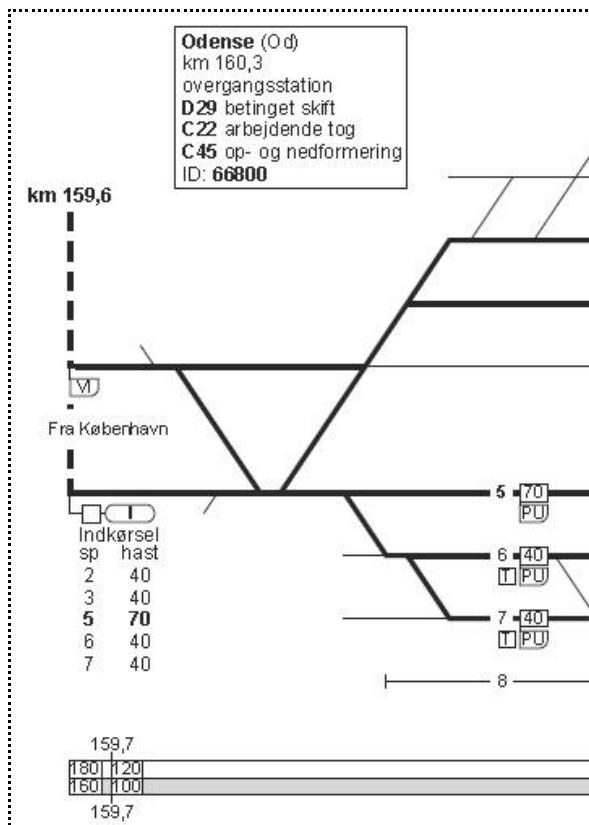 Odense (Od)
km 160,3
overgangsstation
D29 betinget skift
C22 arbejdende tog
C45 op- og nedformering
ID: 66800
km 159,6
VI
Fra København
I
5 70
PU
Indkørsel
sp hast
2 40
3 40
5 70
6 40
7 40
6 40
T PU
7 40
T PU
8
159,7
180 120
160 100
159,7